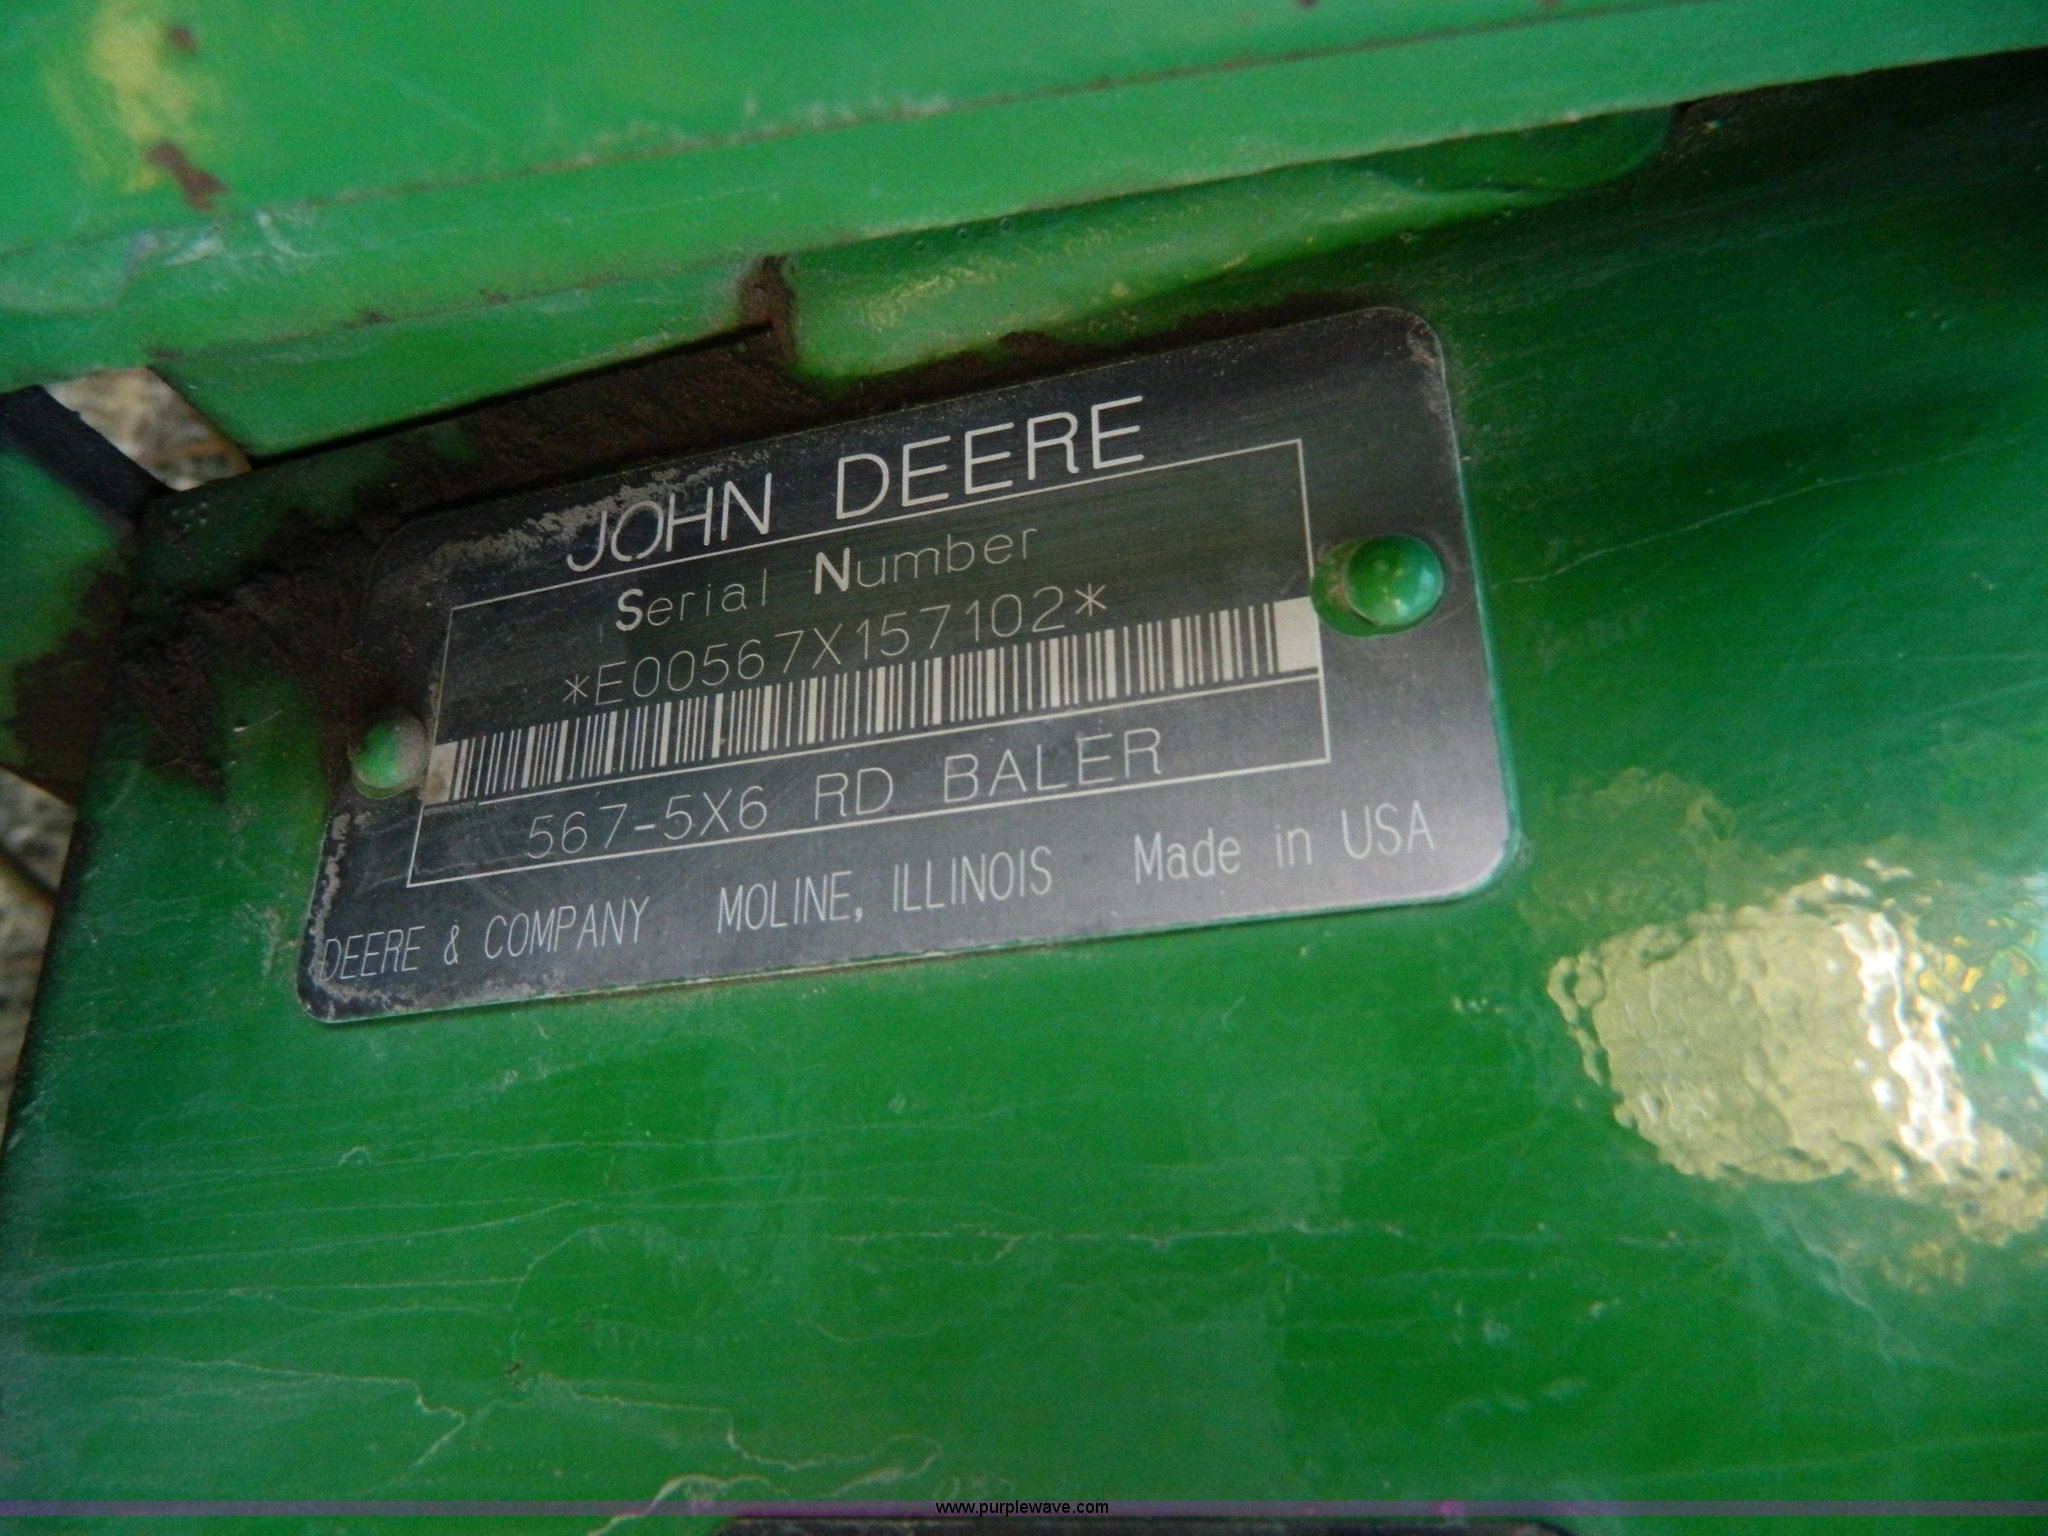 JOHN DEERE
Serial Number
*E00567X157102*
567-5X6 RD BALER
DEERE & COMPANY MOLINE, ILLINOIS Made in USA
www.purplewave.com